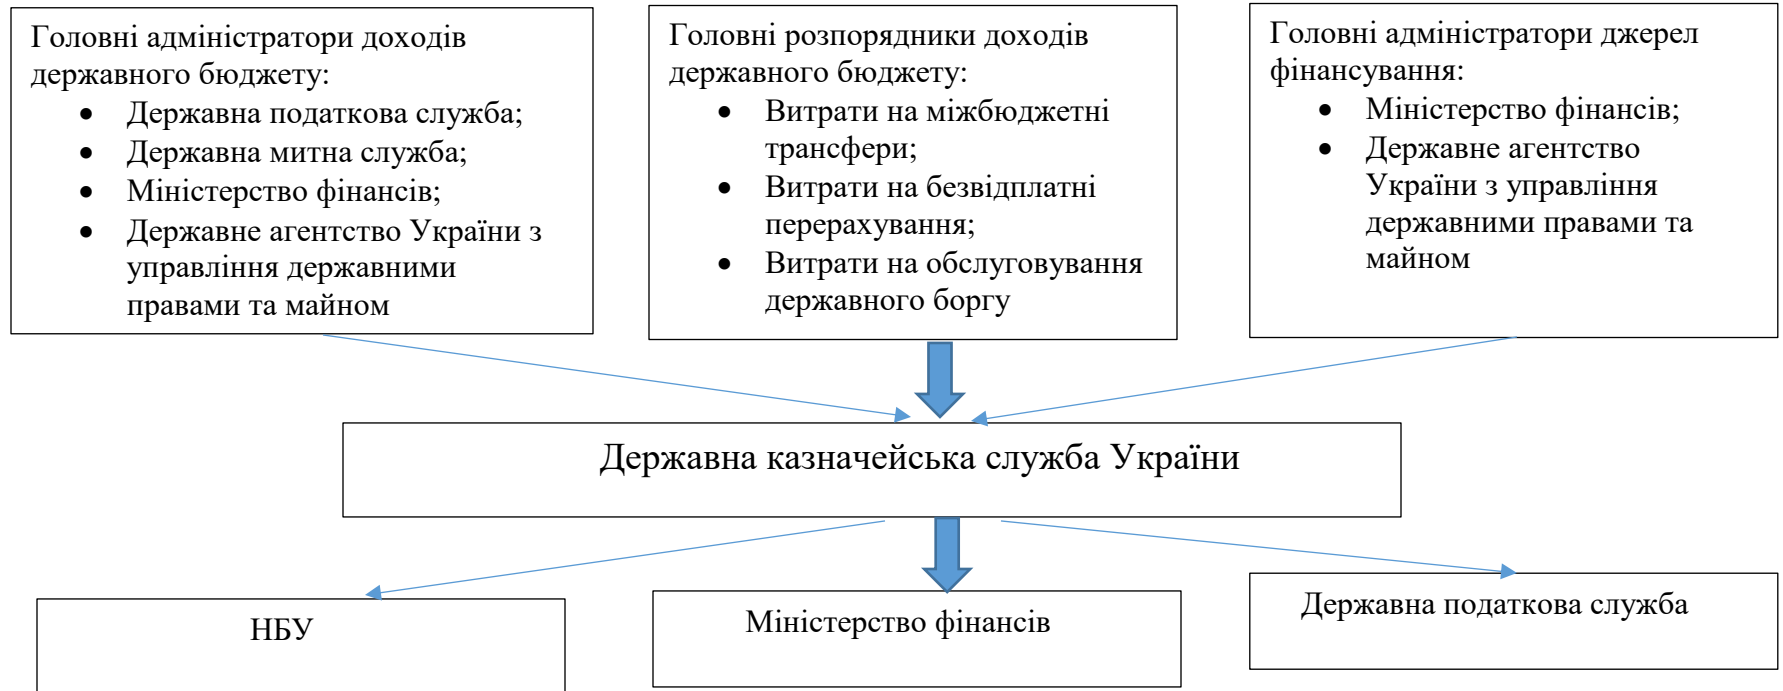 Головні адміністратори доходів
державного бюджету:
• Державна податкова служба;
• Державна митна служба;
• Міністерство фінансів;
• Державне агентство України з
управління державними
правами та майном
Головні розпорядники доходів
державного бюджету:
• Витрати на міжбюджетні
трансфери;
• Витрати на безвідплатні
перерахування;
• Витрати на обслуговування
державного боргу
Головні адміністратори джерел
фінансування:
• Міністерство фінансів;
• Державне агентство
України з управління
державними правами та
майном
Державна казначейська служба України
НБУ
Міністерство фінансів
Державна податкова служба